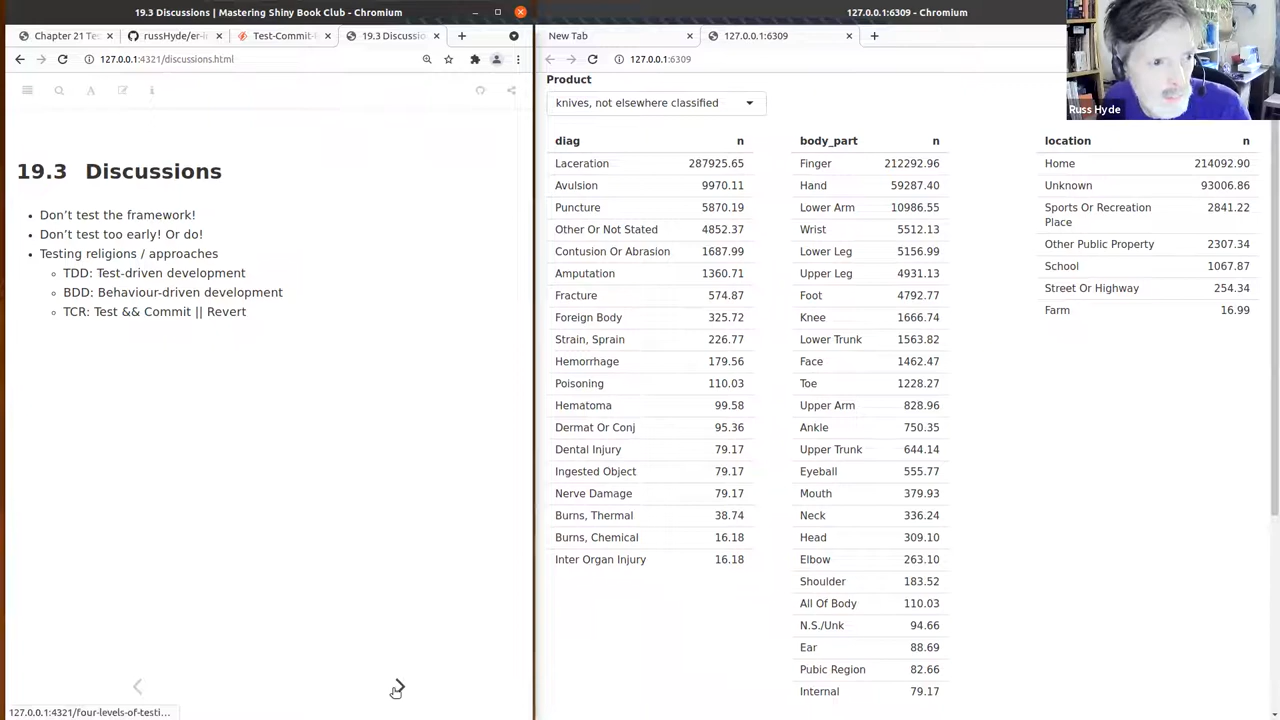 19.3 Discussions | Mastering Shiny Book Club - Chromium
Chapter 21 Te
russHyde/er-i
Test-Commit-
19.3 Discussio
127.0.0.1:4321/discussions.html
19.3 Discussions
Don't test the framework!
Don't test too early! Or do!
Testing religions / approaches
TDD: Test-driven development
BDD: Behaviour-driven development
TCR: Test && Commit || Revert
127.0.0.1:4321/four-levels-of-testi...
127.0.0.1:6309 - Chromium
New Tab
127.0.0.1:6309
127.0.0.1:6309
Russ Hyde
Product
knives, not elsewhere classified
diag n
Laceration 287925.65
Avulsion 9970.11
Puncture 5870.19
Other Or Not Stated 4852.37
Contusion Or Abrasion 1687.99
Amputation 1360.71
Fracture 574.87
Foreign Body 325.72
Strain, Sprain 226.77
Hemorrhage 179.56
Poisoning 110.03
Hematoma 99.58
Dermat Or Conj 95.36
Dental Injury 79.17
Ingested Object 79.17
Nerve Damage 79.17
Burns, Thermal 38.74
Burns, Chemical 16.18
Inter Organ Injury 16.18
body_part n
Finger 212292.96
Hand 59287.40
Lower Arm 10986.55
Wrist 5512.13
Lower Leg 5156.99
Upper Leg 4931.13
Foot 4792.77
Knee 1666.74
Lower Trunk 1563.82
Face 1462.47
Toe 1228.27
Upper Arm 828.96
Ankle 750.35
Upper Trunk 644.14
Eyeball 555.77
Mouth 379.93
Neck 336.24
Head 309.10
Elbow 263.10
Shoulder 183.52
All Of Body 110.03
N.S./Unk 94.66
Ear 88.69
Pubic Region 82.66
Internal 79.17
location n
Home 214092.90
Unknown 93006.86
Sports Or Recreation 2841.22
Place
Other Public Property 2307.34
School 1067.87
Street Or Highway 254.34
Farm 16.99